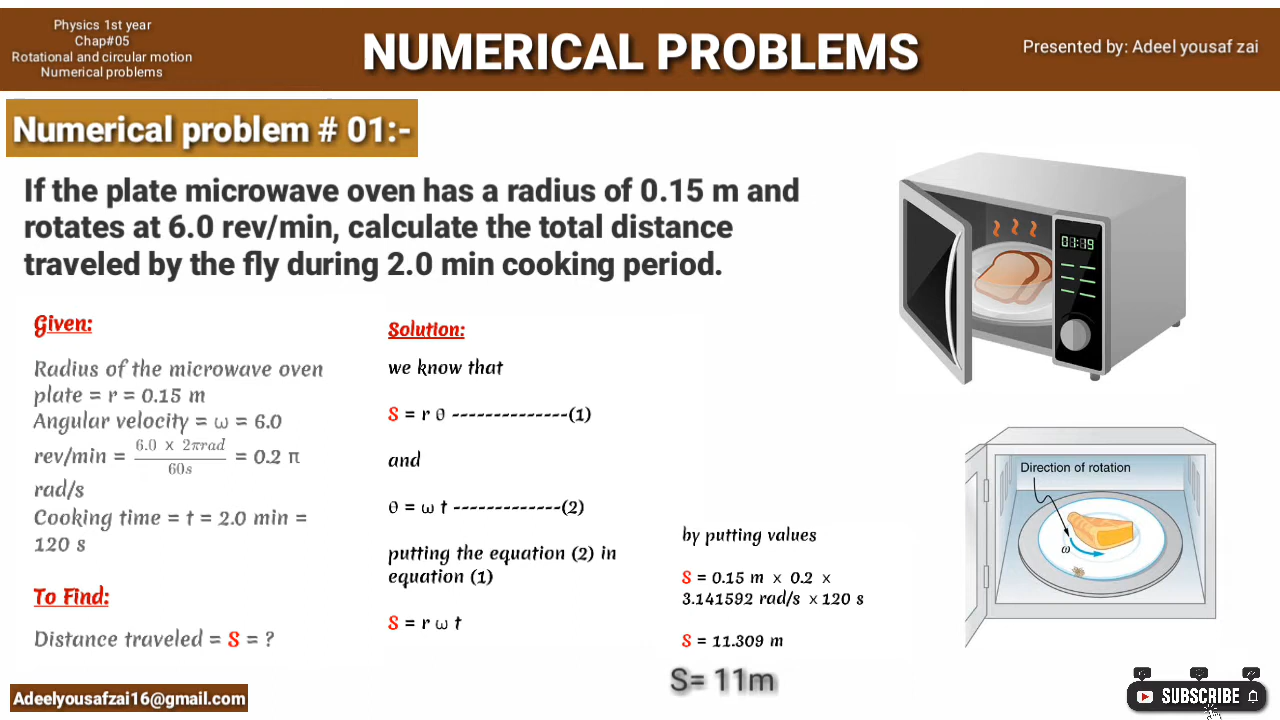 Physics 1st year
Chap#05
Rotational and circular motion
Numerical problems
NUMERICAL PROBLEMS
Presented by: Adeel yousaf zai
Numerical problem # 01:-
If the plate microwave oven has a radius of 0.15 m and
rotates at 6.0 rev/min, calculate the total distance
traveled by the fly during 2.0 min cooking period.
Given:
Radius of the microwave oven
plate = r = 0.15 m
Angular velocity = ω = 6.0
rev/min = 6.0 x 2πrad / 60s = 0.2 π
rad/s
Cooking time = t = 2.0 min =
120 s
To Find:
Distance traveled = S = ?
Solution:
we know that
S = r θ --------------(1)
and
θ = ω t -------------(2)
putting the equation (2) in
equation (1)
S = r ω t
by putting values
S = 0.15 m x 0.2 x
3.141592 rad/s x 120 s
S = 11.309 m
S= 11m
01:19
Direction of rotation
ω
Adeelyousafzai16@gmail.com
SUBSCRIBE